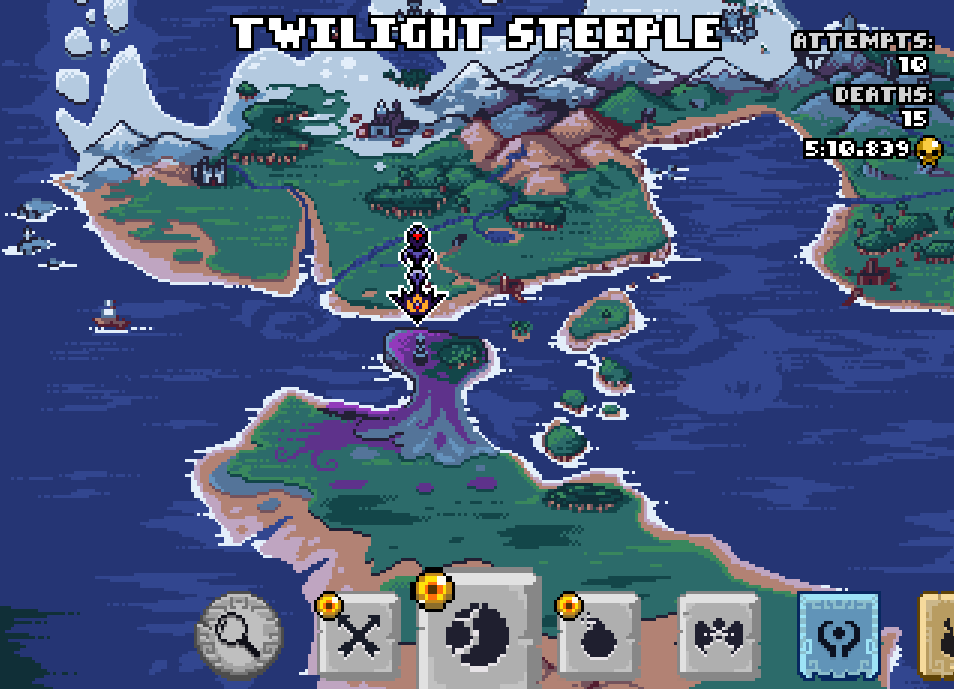 TWILIGHT STEEPLE
ATTEMPTS:
10
DEATHS:
15
5:10.839